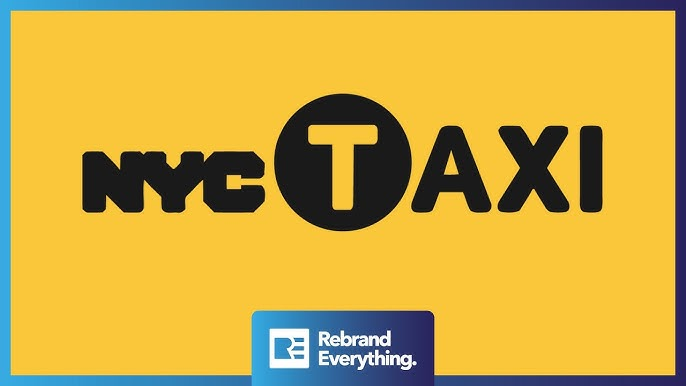 NYC TAXI
Rebrand
Everything.